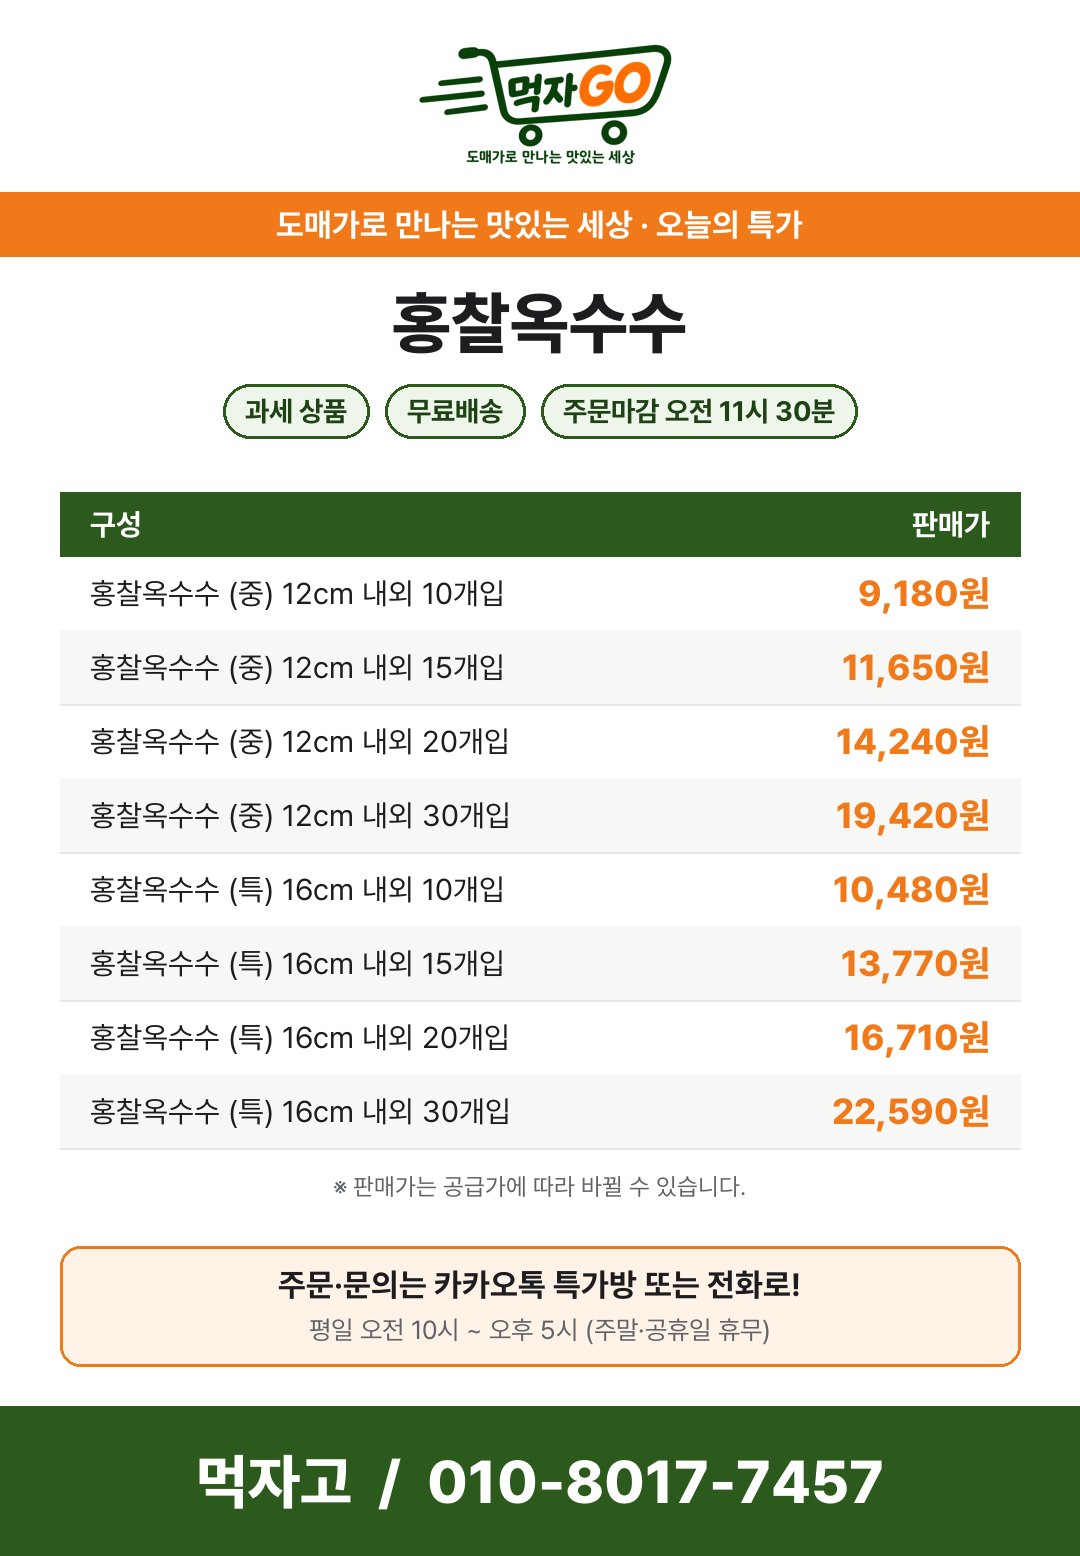 먹자GO
도매가로 만나는 맛있는 세상
도매가로 만나는 맛있는 세상 · 오늘의 특가
홍찰옥수수
과세 상품 무료배송 주문마감 오전 11시 30분
구성 판매가
홍찰옥수수 (중) 12cm 내외 10개입 9,180원
홍찰옥수수 (중) 12cm 내외 15개입 11,650원
홍찰옥수수 (중) 12cm 내외 20개입 14,240원
홍찰옥수수 (중) 12cm 내외 30개입 19,420원
홍찰옥수수 (특) 16cm 내외 10개입 10,480원
홍찰옥수수 (특) 16cm 내외 15개입 13,770원
홍찰옥수수 (특) 16cm 내외 20개입 16,710원
홍찰옥수수 (특) 16cm 내외 30개입 22,590원
※ 판매가는 공급가에 따라 바뀔 수 있습니다.
주문·문의는 카카오톡 특가방 또는 전화로!
평일 오전 10시 ~ 오후 5시 (주말·공휴일 휴무)
먹자고 / 010-8017-7457